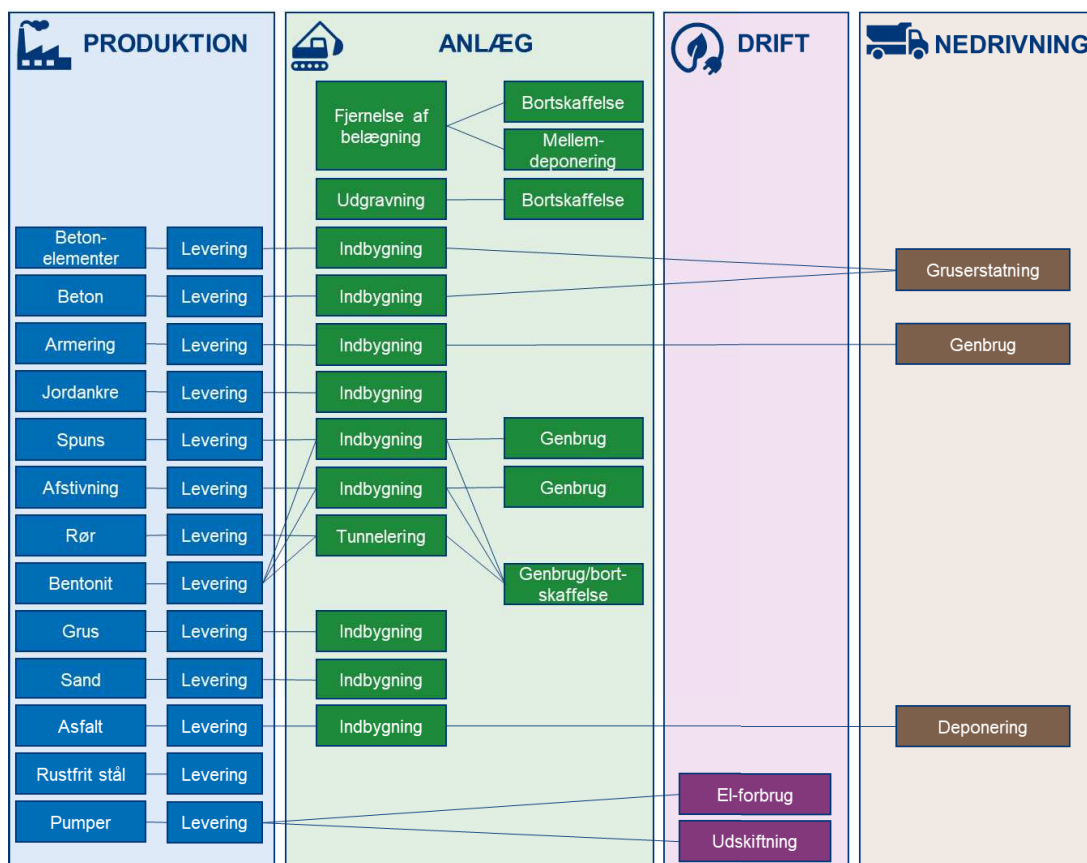 PRODUKTION
ANLÆG
DRIFT
NEDRIVNING
Fjernelse af
belægning
Bortskaffelse
Mellem-
deponering
Udgravning
Bortskaffelse
Beton-
elementer
Levering
Indbygning
Gruserstatning
Beton
Levering
Indbygning
Armering
Levering
Indbygning
Genbrug
Jordankre
Levering
Indbygning
Spuns
Levering
Indbygning
Genbrug
Afstivning
Levering
Indbygning
Genbrug
Rør
Levering
Tunnelering
Bentonit
Levering
Genbrug/bort-
skaffelse
Grus
Levering
Indbygning
Sand
Levering
Indbygning
Asfalt
Levering
Indbygning
Deponering
Rustfrit stål
Levering
Pumper
Levering
El-forbrug
Udskiftning